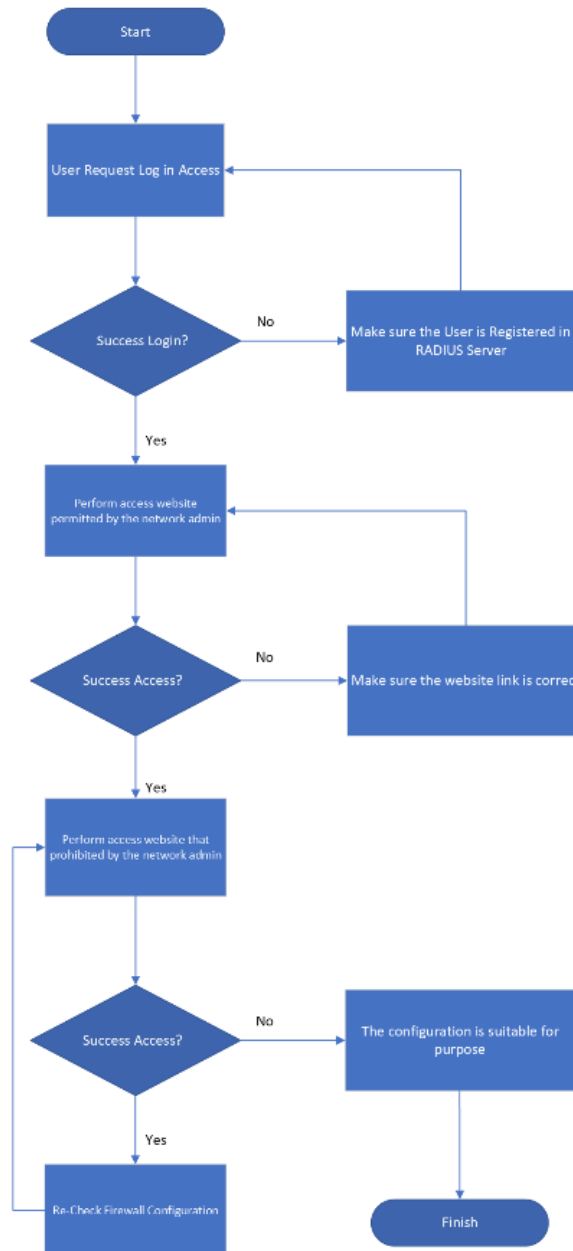 Start
User Request Log in Access
Success Login?
No
Make sure the User is Registered in
RADIUS Server
Yes
Perform access website
permitted by the network admin
Success Access?
No
Make sure the website link is correc
Yes
Perform access website that
prohibited by the network admin
Success Access?
No
The configuration is suitable for
purpose
Yes
Re-Check Firewall Configuration
Finish